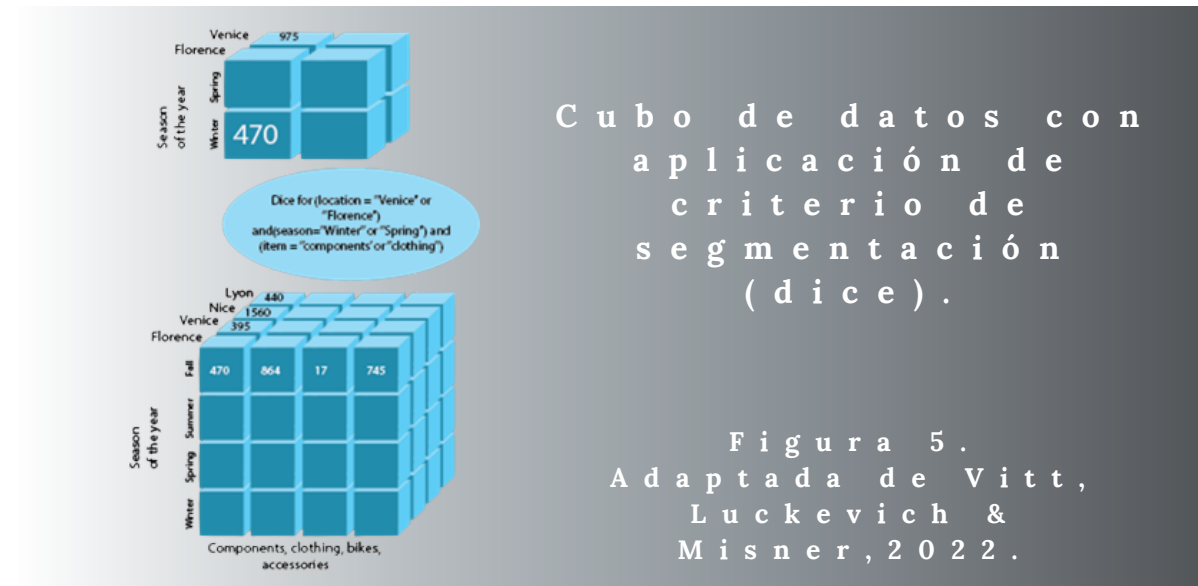 Venice 975
Florence
Spring
Season
of the year
Winter
470
Dice for (location = "Venice" or
"Florence")
and(season="Winter" or "Spring") and
(item = "components' or "clothing")
Lyon 440
Nice 1560
Venice 395
Florence
Fall 470 864 17 745
Summer
Season
of the year
Spring
Winter
Components, clothing, bikes,
accessories
Cubo de datos con
aplicación de
criterio de
segmentación
(dice).
Figura 5.
Adaptada de Vitt,
Luckevich &
Misner,2022.